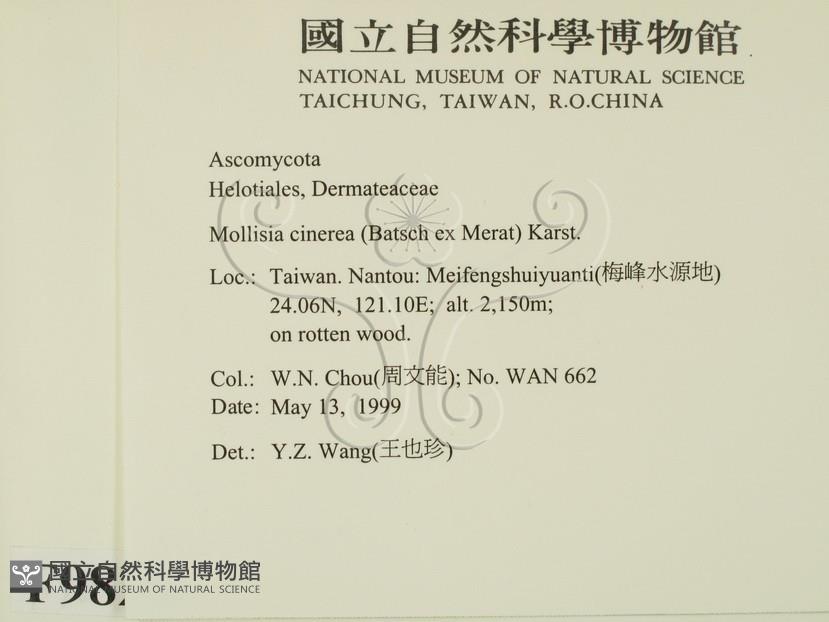 國立自然科學博物館
NATIONAL MUSEUM OF NATURAL SCIENCE
TAICHUNG, TAIWAN, R.O.CHINA
Ascomycota
Helotiales, Dermateaceae
Mollisia cinerea (Batsch ex Merat) Karst.
Loc.: Taiwan. Nantou: Meifengshuiyuanti(梅峰水源地)
24.06N, 121.10E; alt. 2,150m;
on rotten wood.
Col.: W.N. Chou(周文能); No. WAN 662
Date: May 13, 1999
Det.: Y.Z. Wang(王也珍)
國立自然科學博物館
NATIONAL MUSEUM OF NATURAL SCIENCE